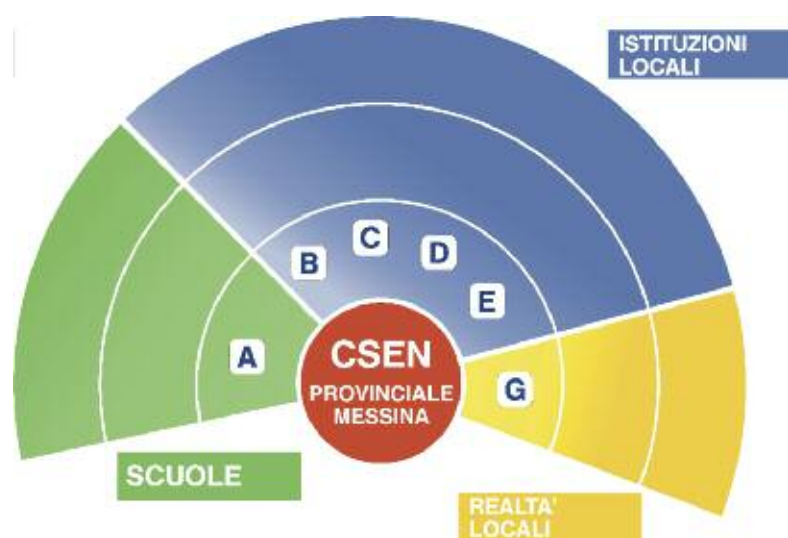 ISTITUZIONI
LOCALI
B
C
D
E
A
G
CSEN
PROVINCIALE
MESSINA
SCUOLE
REALTA'
LOCALI